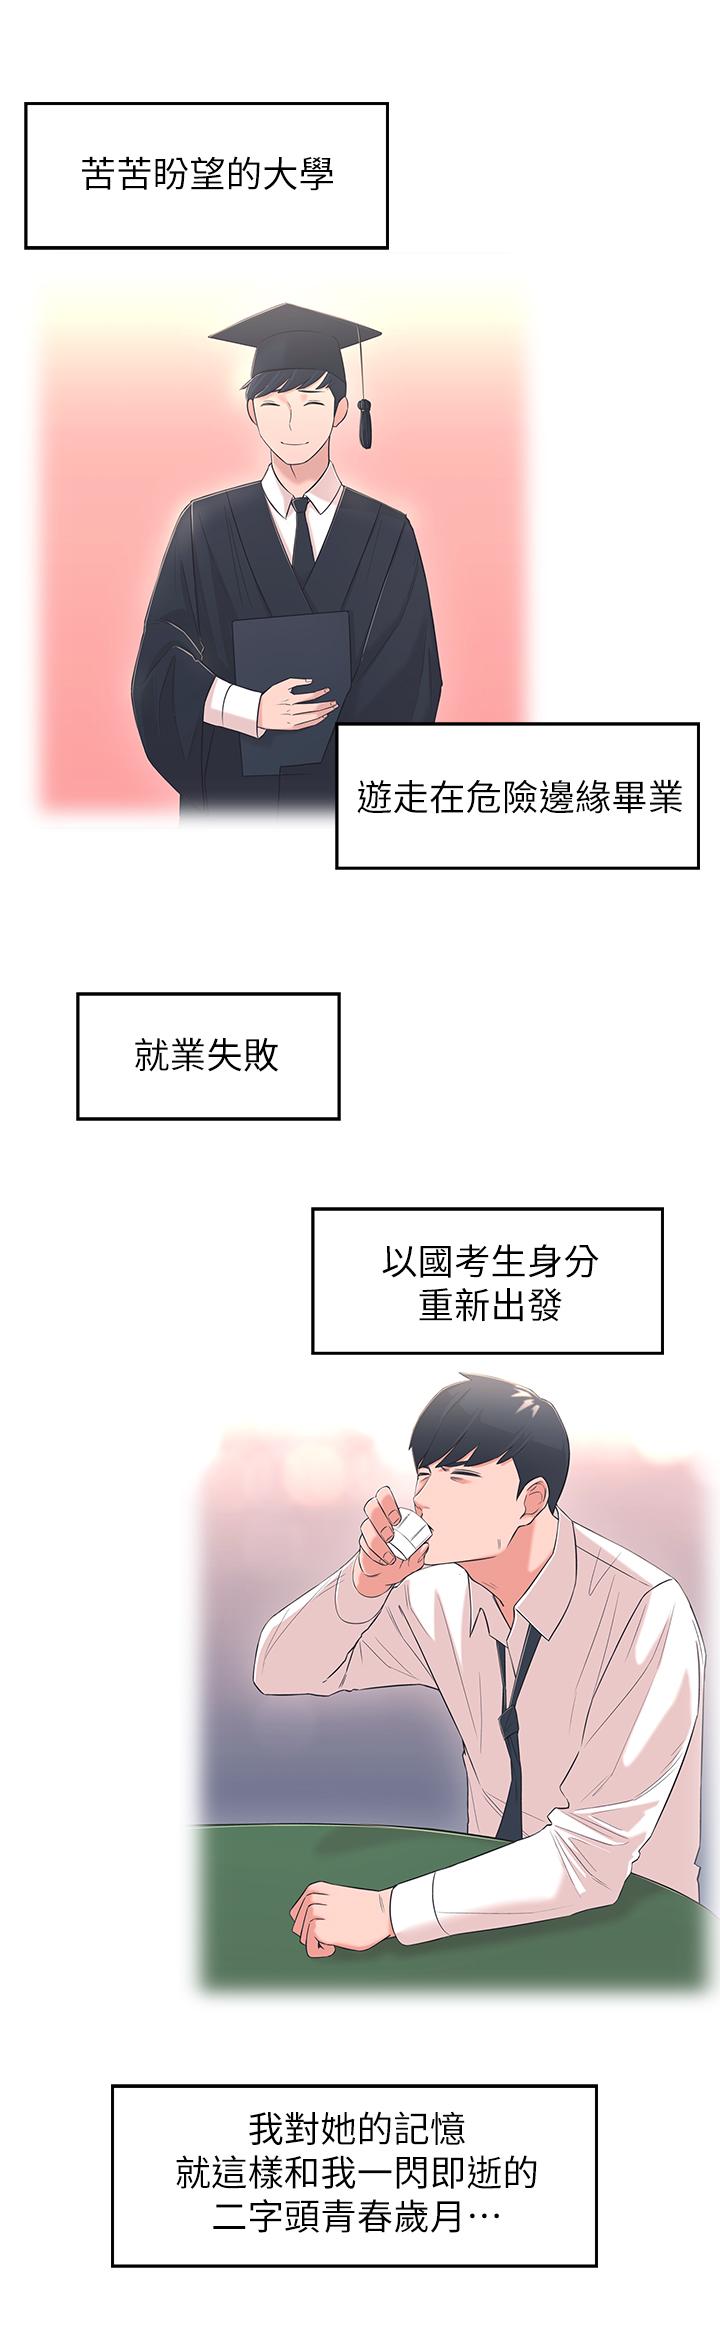 苦苦盼望的大學
遊走在危險邊緣畢業
就業失敗
以國考生身分
重新出發
我對她的記憶
就這樣和我一閃即逝的
二字頭青春歲月⋯